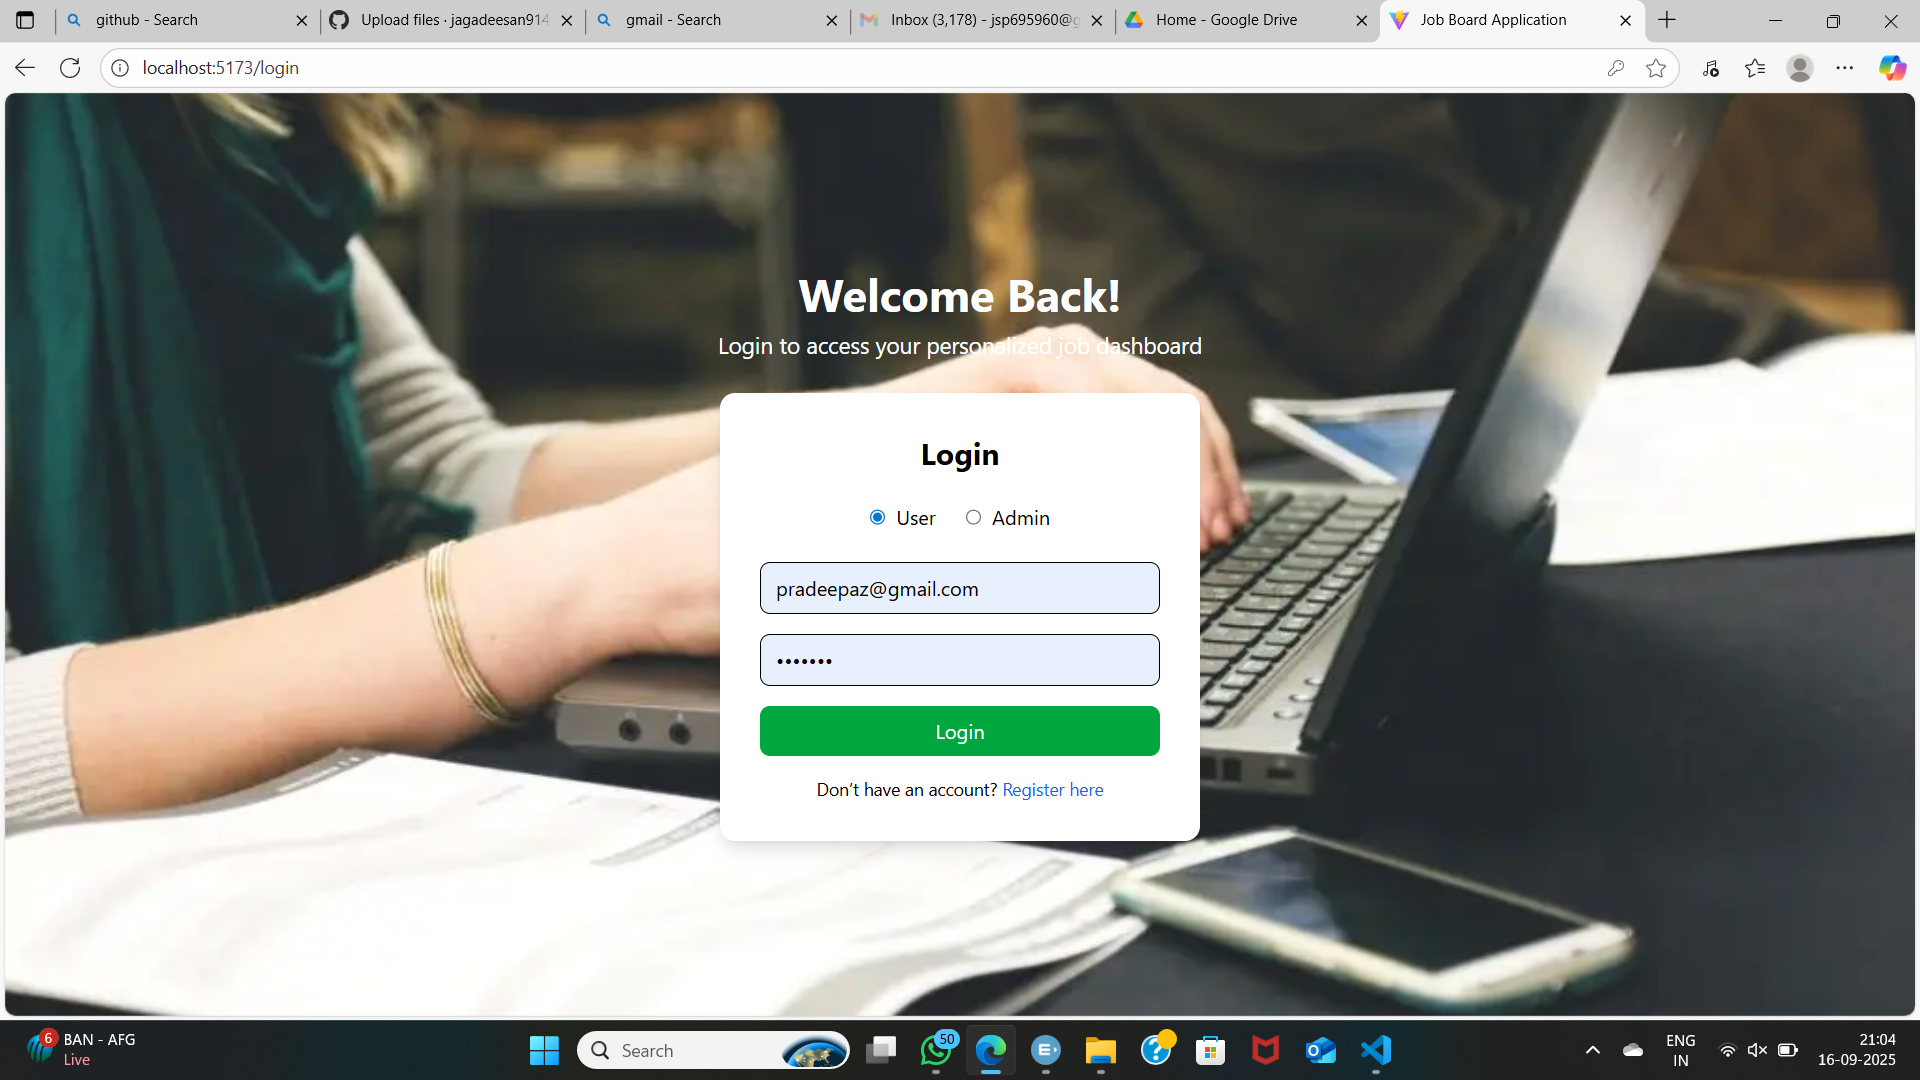 github - Search
Upload files · jagadeesan914
gmail - Search
Inbox (3,178) - jsp695960@g
Home - Google Drive
Job Board Application
localhost:5173/login
Welcome Back!
Login to access your personalized job dashboard
Login
User
Admin
pradeepaz@gmail.com
•••••••
Login
Don’t have an account? Register here
6
BAN - AFG
Live
Search
50
ENG
IN
21:04
16-09-2025